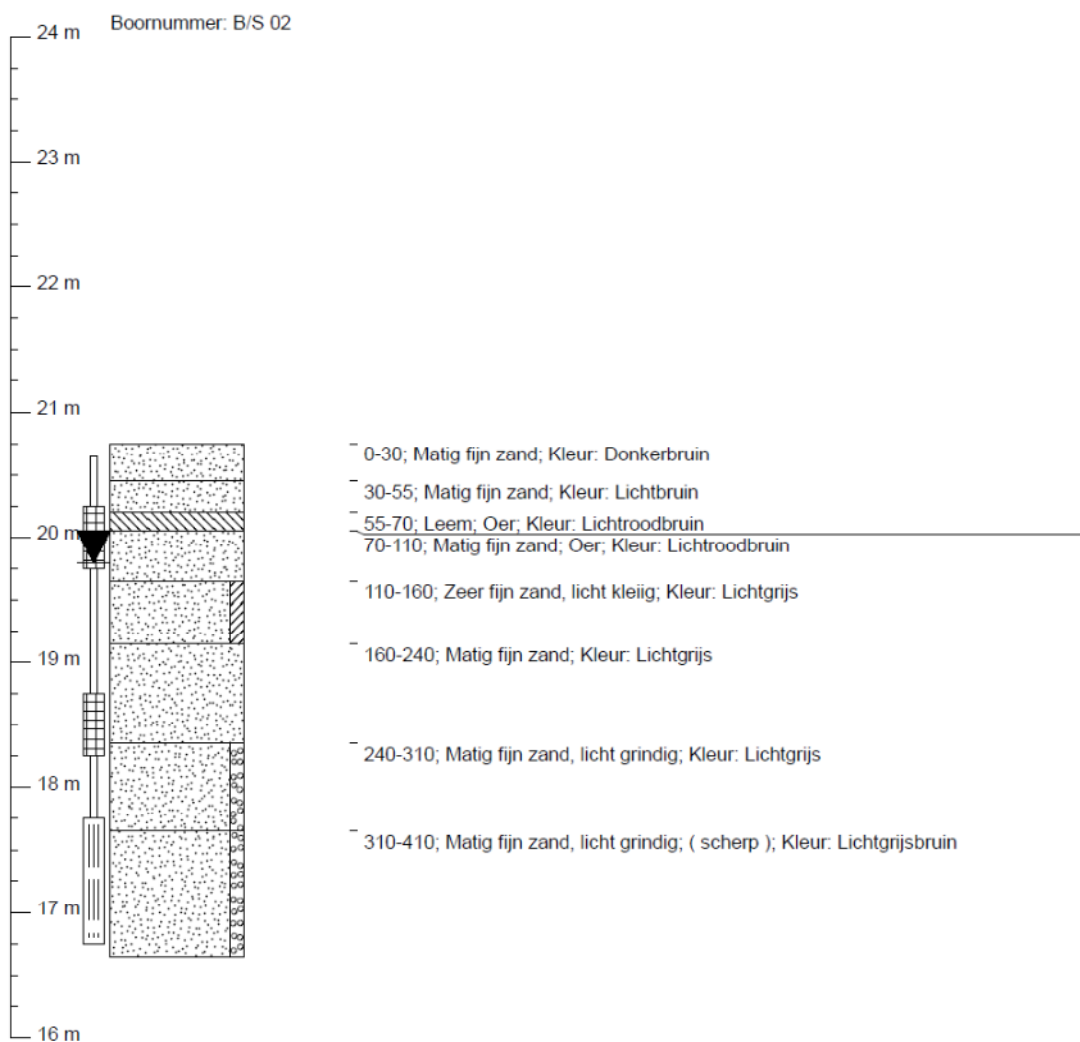 Boornummer: B/S 02
24 m
23 m
22 m
21 m
0-30; Matig fijn zand; Kleur: Donkerbruin
30-55; Matig fijn zand; Kleur: Lichtbruin
55-70; Leem; Oer; Kleur: Lichtroodbruin
20 m
70-110; Matig fijn zand; Oer; Kleur: Lichtroodbruin
110-160; Zeer fijn zand, licht kleiig; Kleur: Lichtgrijs
19 m
160-240; Matig fijn zand; Kleur: Lichtgrijs
240-310; Matig fijn zand, licht grindig; Kleur: Lichtgrijs
18 m
310-410; Matig fijn zand, licht grindig; ( scherp ); Kleur: Lichtgrijsbruin
17 m
16 m